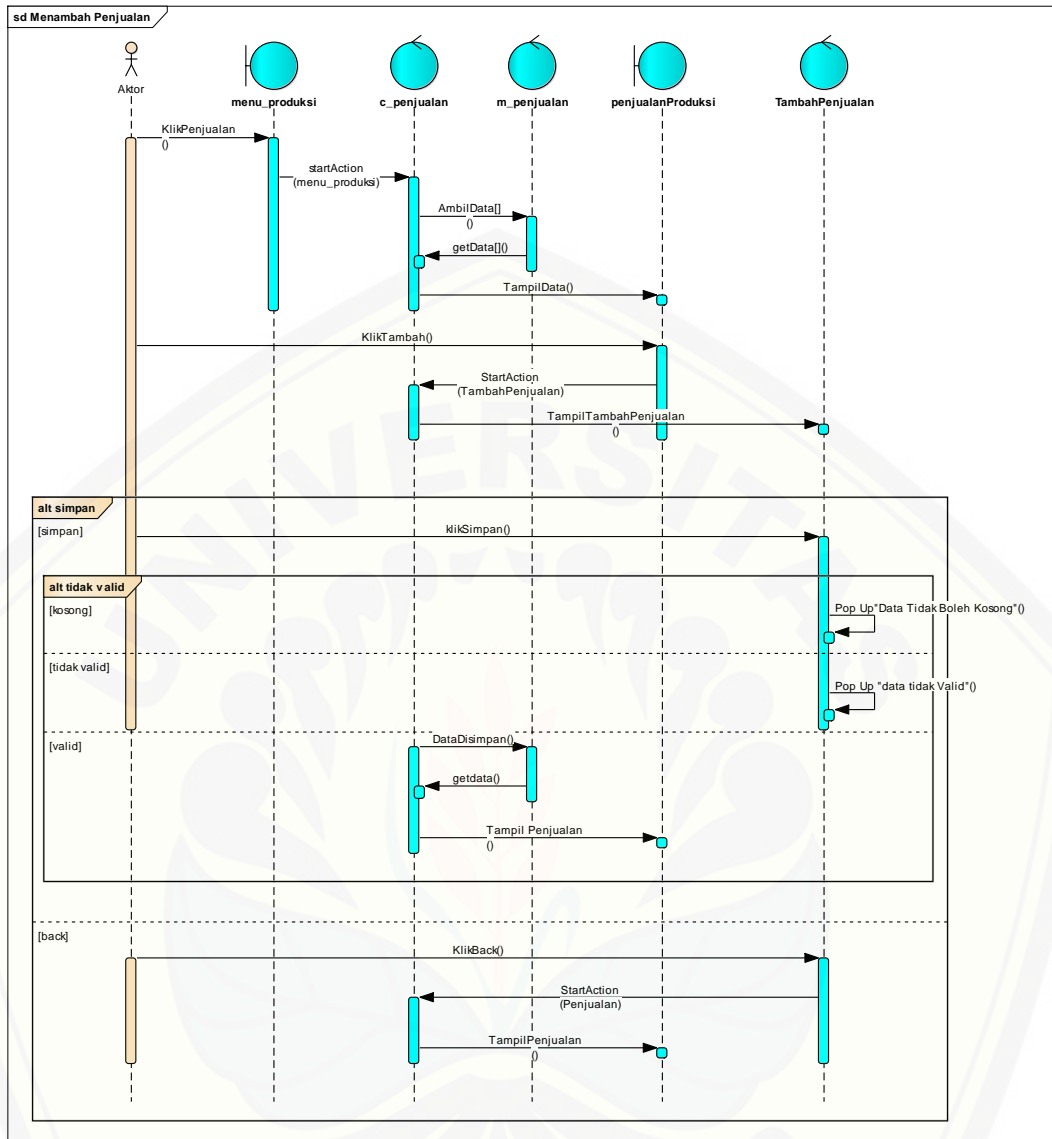 sd Menambah Penjualan
Aktor
menu_produksi
c_penjualan
m_penjualan
penjualanProduksi
TambahPenjualan
KlikPenjualan
()
startAction
(menu_produksi)
AmbilData[]
()
getData[]()
TampilData()
KlikTambah()
StartAction
(TambahPenjualan)
TampilTambahPenjualan
()
alt simpan
[simpan]
klikSimpan()
alt tidak valid
[kosong]
Pop Up"Data Tidak Boleh Kosong"()
[tidak valid]
Pop Up "data tidak Valid"()
[valid]
DataDisimpan()
getdata()
Tampil Penjualan
()
[back]
KlikBack()
StartAction
(Penjualan)
TampilPenjualan
()
UNIVERSITAS